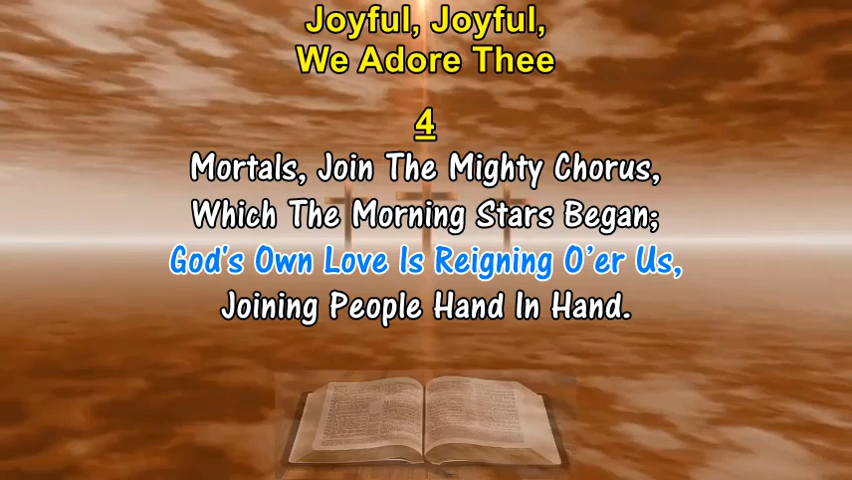 Joyful, Joyful,
We Adore Thee
4
Mortals, Join The Mighty Chorus,
Which The Morning Stars Began;
God's Own Love Is Reigning O’er Us,
Joining People Hand In Hand.